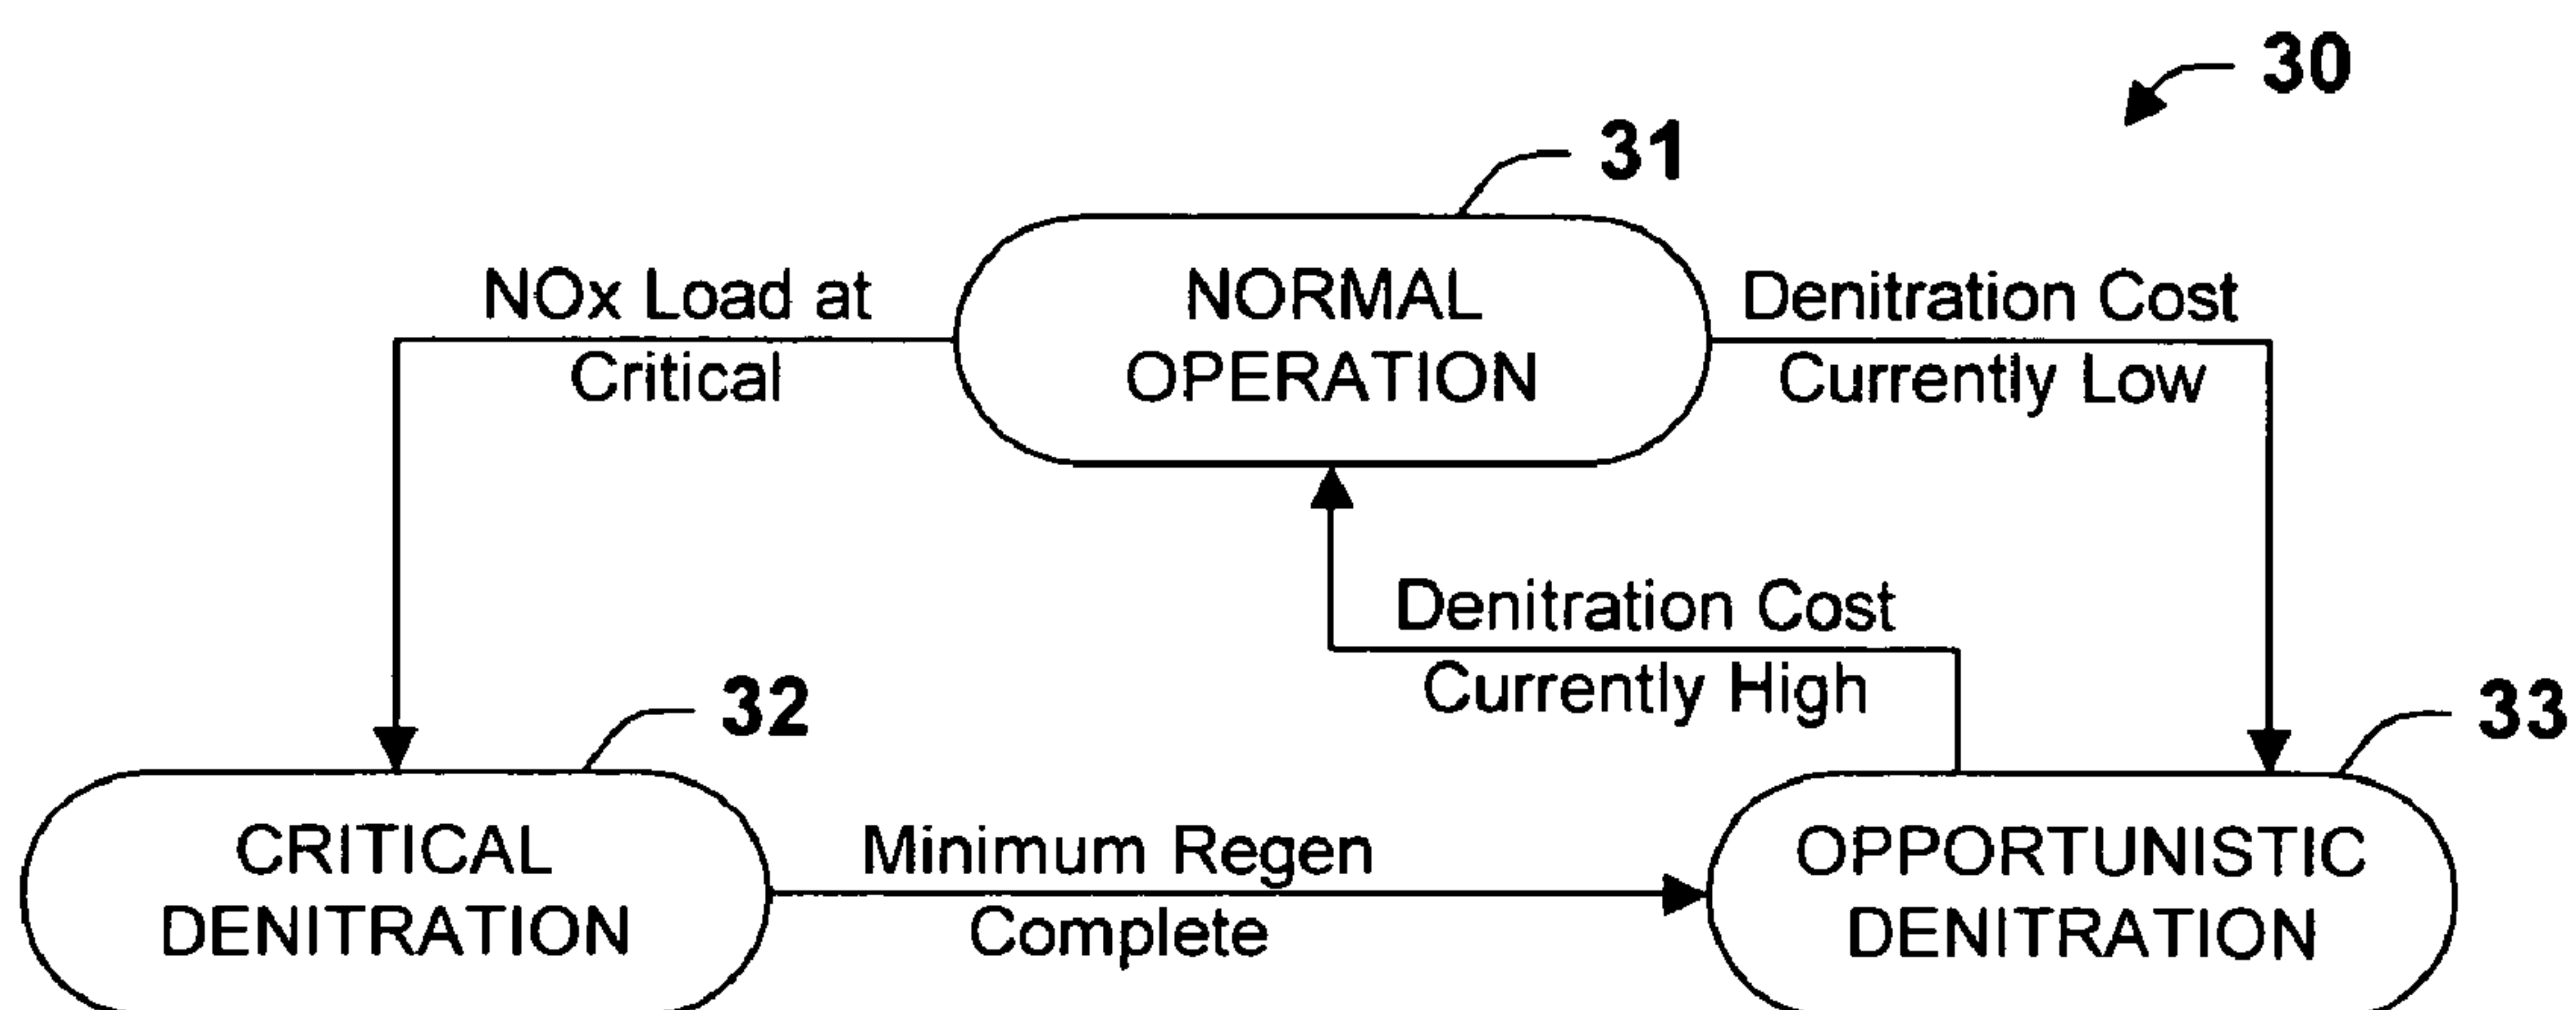 30
31
NORMAL
OPERATION
NOx Load at
Critical
Denitration Cost
Currently Low
Denitration Cost
Currently High
32
CRITICAL
DENITRATION
Minimum Regen
Complete
33
OPPORTUNISTIC
DENITRATION